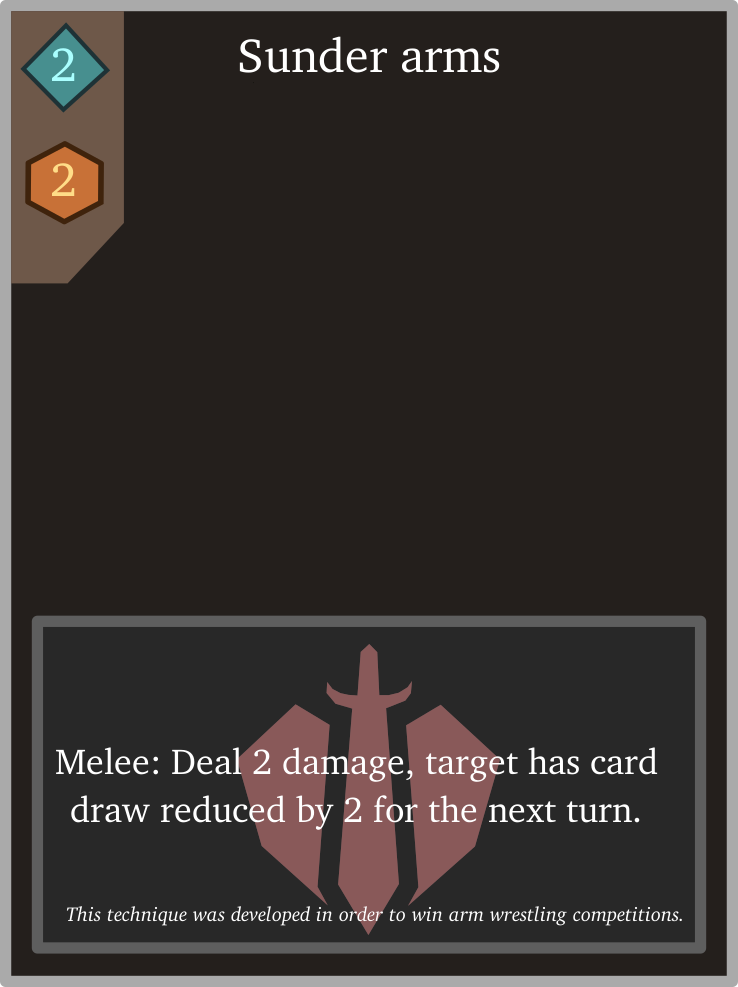 2
Sunder arms
2
Melee: Deal 2 damage, target has card
draw reduced by 2 for the next turn.
This technique was developed in order to win arm wrestling competitions.